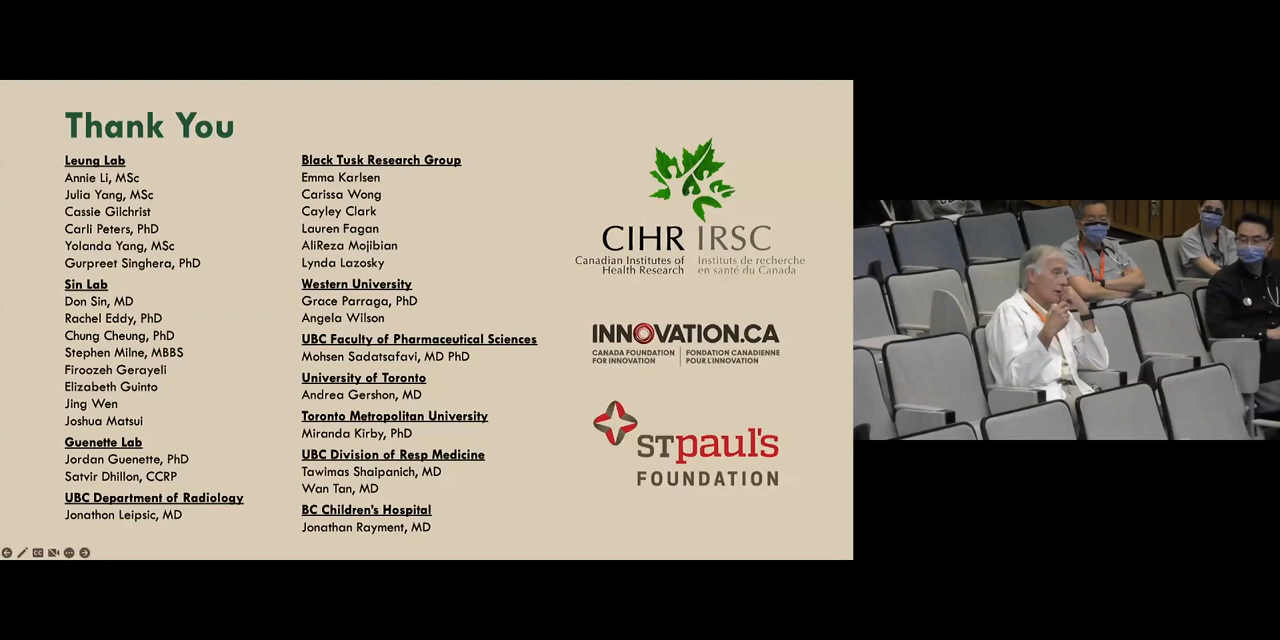 Thank You
Leung Lab
Annie Li, MSc
Julia Yang, MSc
Cassie Gilchrist
Carli Peters, PhD
Yolanda Yang, MSc
Gurpreet Singhera, PhD
Sin Lab
Don Sin, MD
Rachel Eddy, PhD
Chung Cheung, PhD
Stephen Milne, MBBS
Firoozeh Gerayeli
Elizabeth Guinto
Jing Wen
Joshua Matsui
Guenette Lab
Jordan Guenette, PhD
Satvir Dhillon, CCRP
UBC Department of Radiology
Jonathon Leipsic, MD
Black Tusk Research Group
Emma Karlsen
Carissa Wong
Cayley Clark
Lauren Fagan
AliReza Mojibian
Lynda Lazosky
Western University
Grace Parraga, PhD
Angela Wilson
UBC Faculty of Pharmaceutical Sciences
Mohsen Sadatsafavi, MD PhD
University of Toronto
Andrea Gershon, MD
Toronto Metropolitan University
Miranda Kirby, PhD
UBC Division of Resp Medicine
Tawimas Shaipanich, MD
Wan Tan, MD
BC Children's Hospital
Jonathan Rayment, MD
CIHR IRSC
Canadian Institutes of Health Research
Instituts de recherche en santé du Canada
INNOVATION.CA
CANADA FOUNDATION FOR INNOVATION
FONDATION CANADIENNE POUR L'INNOVATION
ST paul's
FOUNDATION